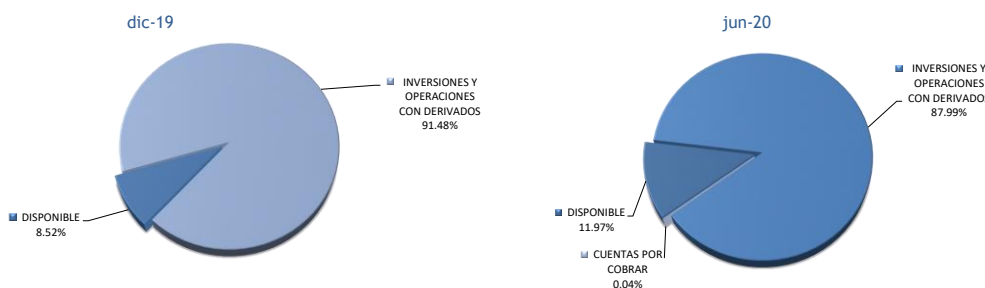 dic-19
INVERSIONES Y
OPERACIONES
CON DERIVADOS
91.48%
DISPONIBLE
8.52%
jun-20
INVERSIONES Y
OPERACIONES
CON DERIVADOS
87.99%
DISPONIBLE
11.97%
CUENTAS POR
COBRAR
0.04%